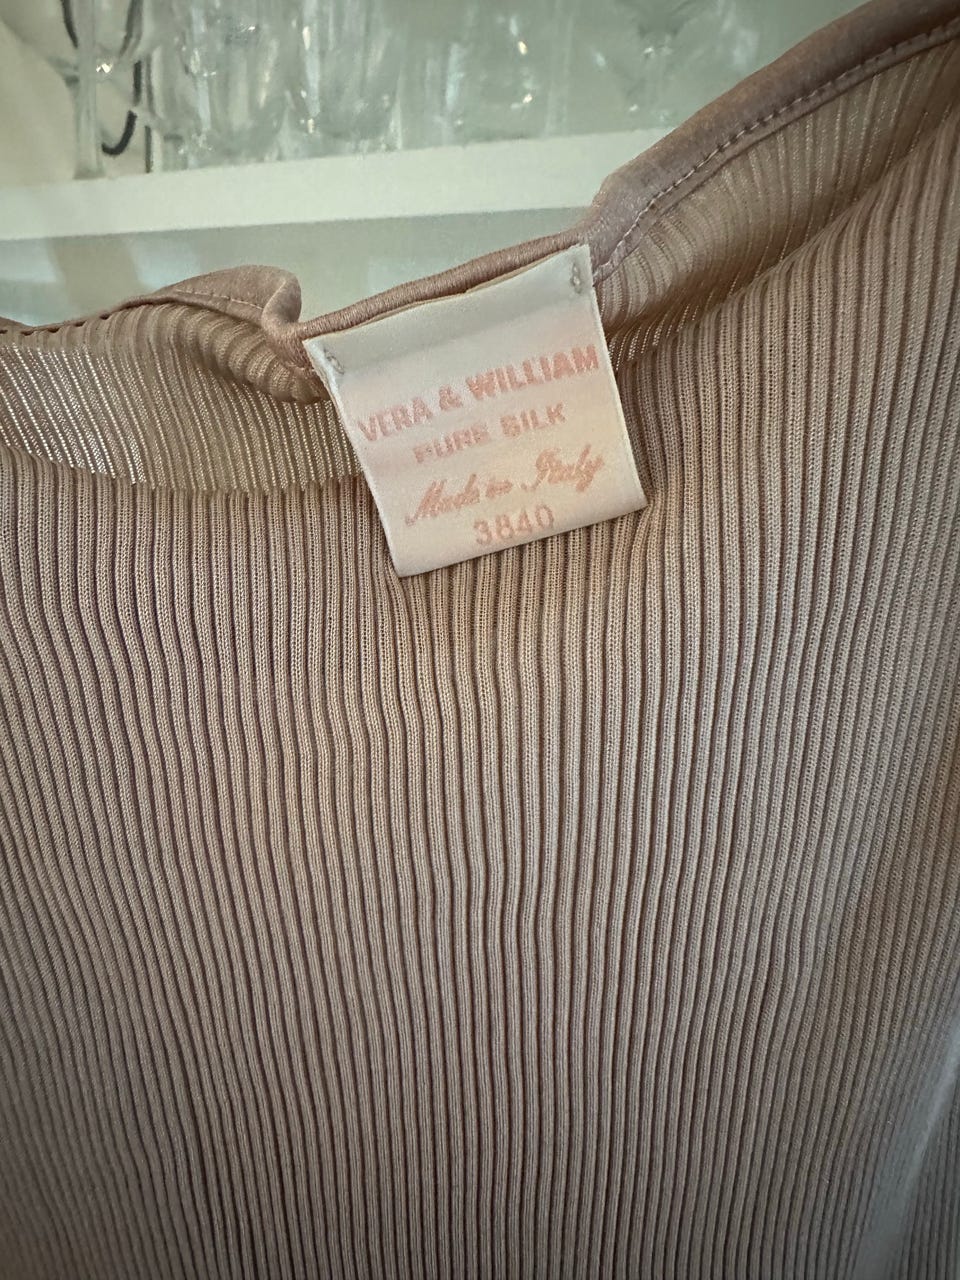 VERA & WILLIAM
PURE SILK
Made in Italy
3840